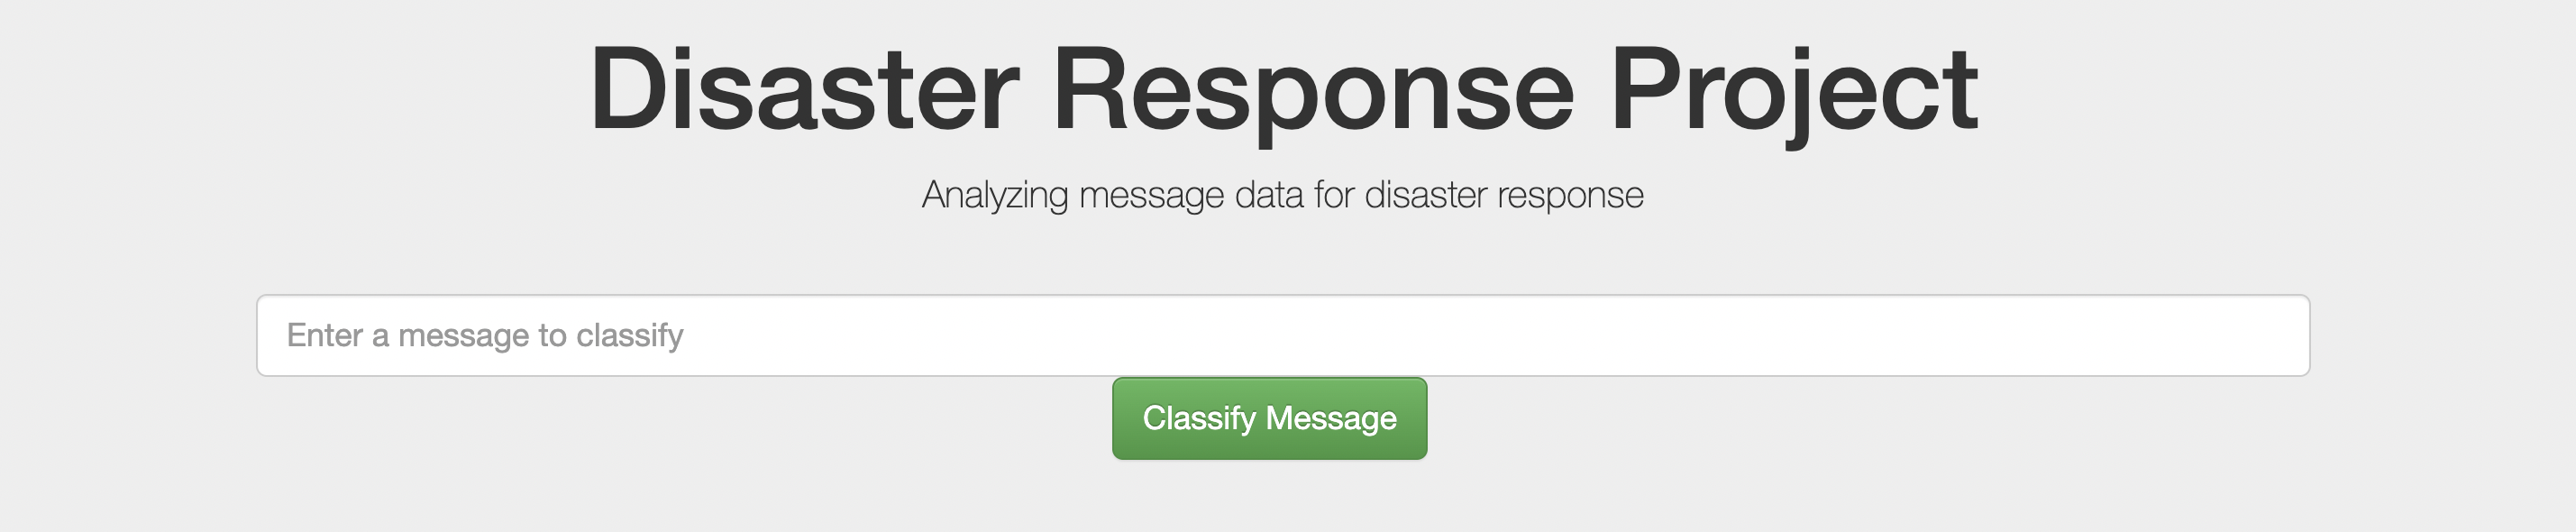 Disaster Response Project
Analyzing message data for disaster response
Enter a message to classify
Classify Message